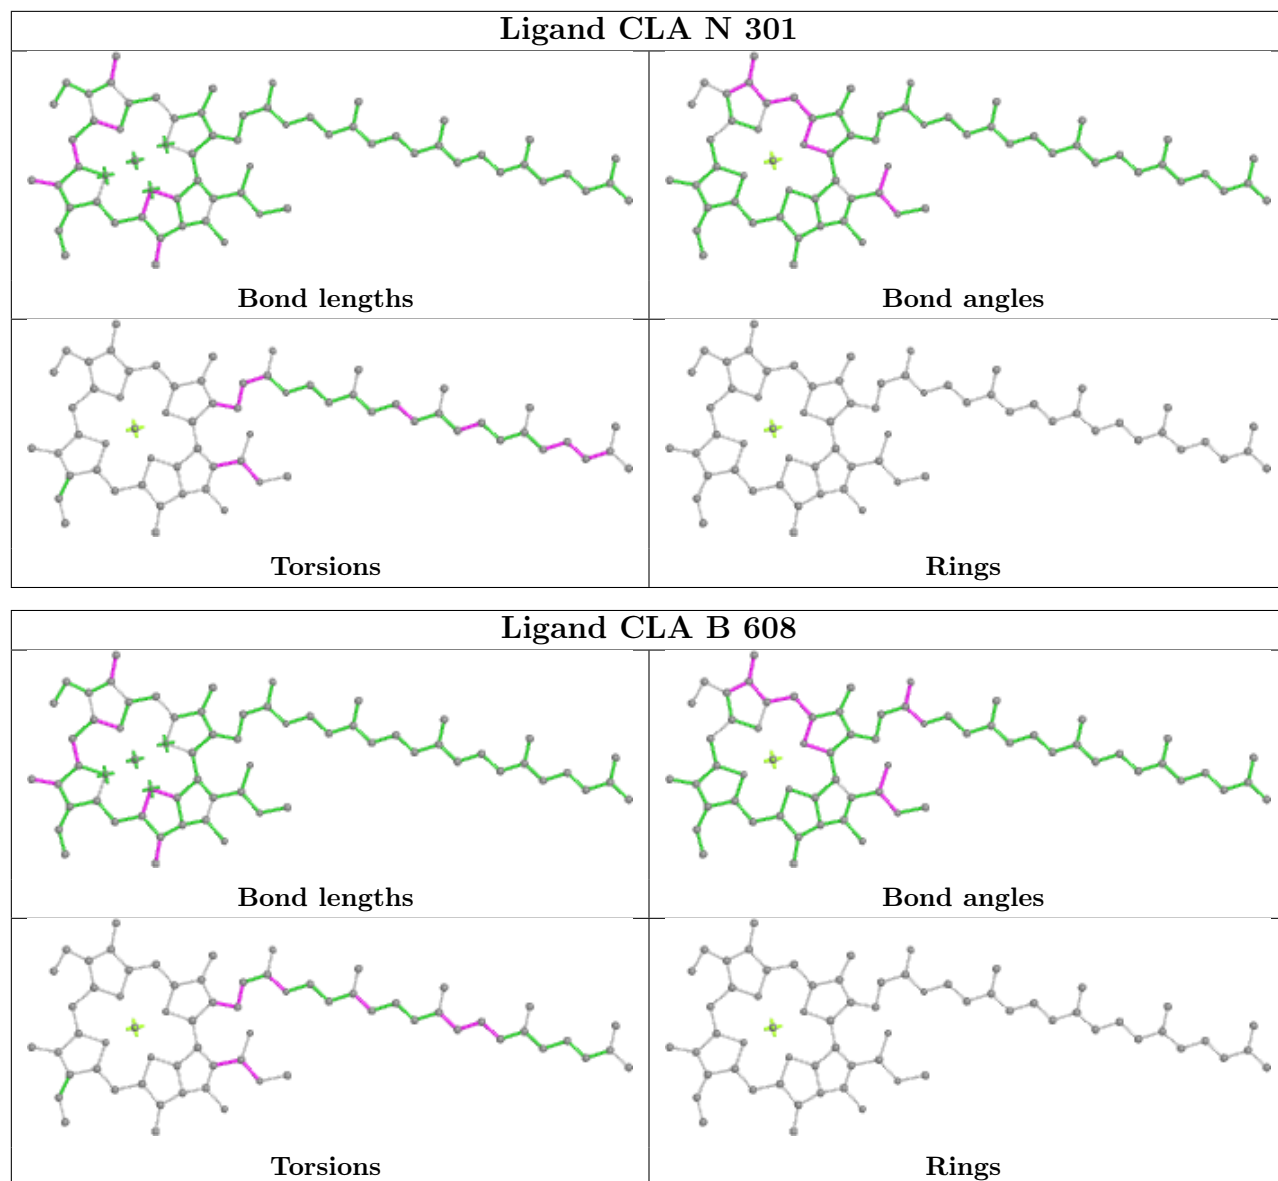 Ligand CLA N 301
Bond lengths
Bond angles
Torsions
Rings
Ligand CLA B 608
Bond lengths
Bond angles
Torsions
Rings